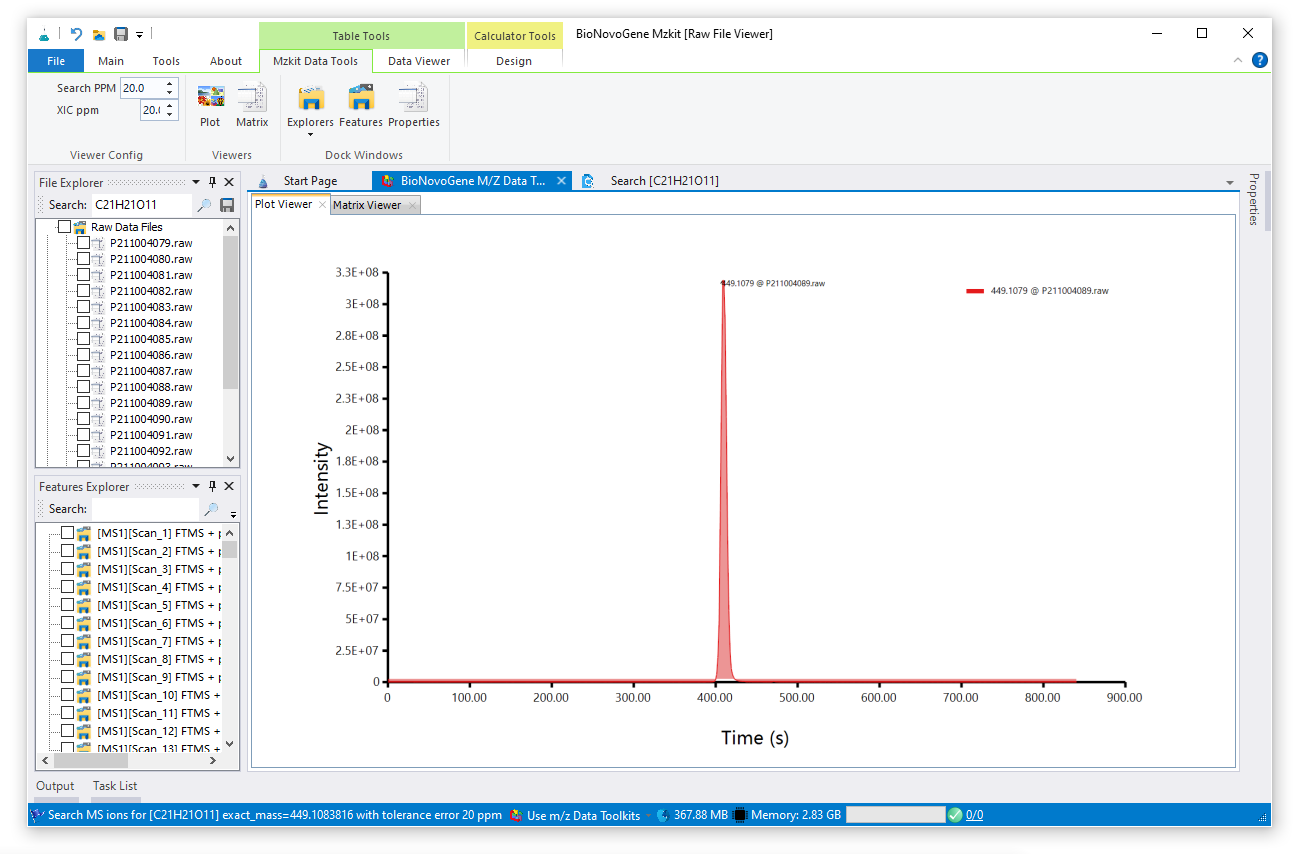 Table Tools
Calculator Tools
BioNovoGene Mzkit [Raw File Viewer]
File
Main
Tools
About
Mzkit Data Tools
Data Viewer
Design
Search PPM 20.0
XIC ppm 20.
Plot
Matrix
Explorers
Features
Properties
Viewer Config
Viewers
Dock Windows
File Explorer
Start Page
BioNovoGene M/Z Data T...
Search [C21H21O11]
Properties
Search: C21H21O11
Plot Viewer
Matrix Viewer
Raw Data Files
P211004079.raw
P211004080.raw
P211004081.raw
P211004082.raw
P211004083.raw
P211004084.raw
P211004085.raw
P211004086.raw
P211004087.raw
P211004088.raw
P211004089.raw
P211004090.raw
P211004091.raw
P211004092.raw
P211004093.raw
Features Explorer
Search:
[MS1][Scan_1] FTMS + p
[MS1][Scan_2] FTMS + p
[MS1][Scan_3] FTMS + p
[MS1][Scan_4] FTMS + p
[MS1][Scan_5] FTMS + p
[MS1][Scan_6] FTMS + p
[MS1][Scan_7] FTMS + p
[MS1][Scan_8] FTMS + p
[MS1][Scan_9] FTMS + p
[MS1][Scan_10] FTMS +
[MS1][Scan_11] FTMS +
[MS1][Scan_12] FTMS +
[MS1][Scan_13] FTMS +
3.3E+08
3E+08
2.8E+08
2.5E+08
2.3E+08
2E+08
1.8E+08
1.5E+08
1.3E+08
1E+08
7.5E+07
5E+07
2.5E+07
0
Intensity
449.1079 @ P211004089.raw
449.1079 @ P211004089.raw
0 100.00 200.00 300.00 400.00 500.00 600.00 700.00 800.00 900.00
Time (s)
Output
Task List
Search MS ions for [C21H21O11] exact_mass=449.1083816 with tolerance error 20 ppm
Use m/z Data Toolkits
367.88 MB
Memory: 2.83 GB
0/0